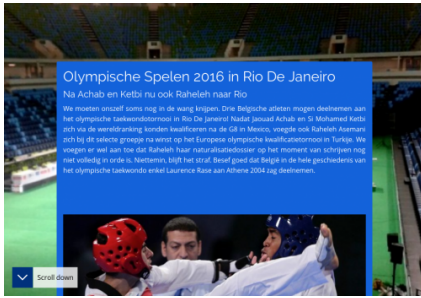 Olympische Spelen 2016 in Rio De Janeiro
Na Achab en Ketbi nu ook Raheleh naar Rio
We moeten onszelf soms nog in de wang knijpen. Drie Belgische atleten mogen deelnemen aan
het olympische taekwondotornooi in Rio De Janeiro! Nadat Jaouad Achab en Si Mohamed Ketbi
zich via de wereldranking konden kwalificeren na de G8 in Mexico, voegde ook Raheleh Asemani
zich bij dit selecte groepje na winst op het Europese olympische kwalificatietornooi in Turkije. We
voegen er wel aan toe dat Raheleh haar naturalisatiedossier op het moment van schrijven nog
niet volledig in orde is. Niettemin, blijft het straf. Besef goed dat België in de hele geschiedenis van
het olympisch taekwondo enkel Laurence Rase aan Athene 2004 zag deelnemen.
Scroll down